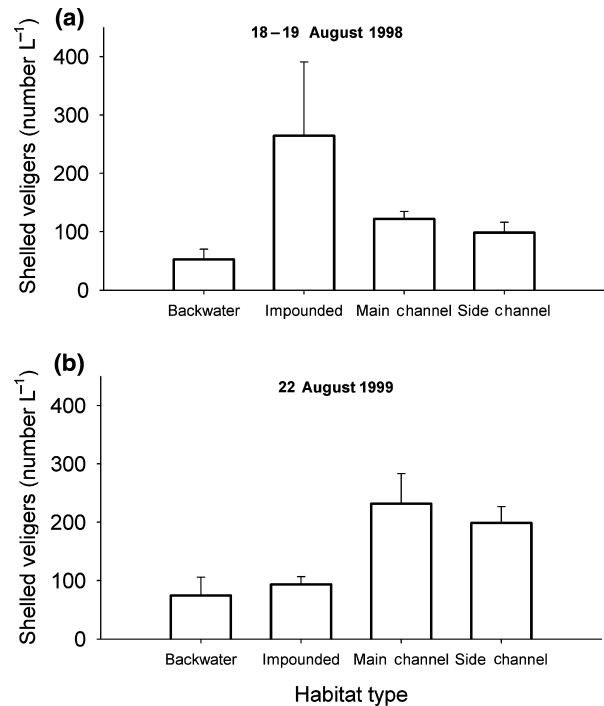 (a)
18–19 August 1998
Shelled veligers (number L⁻¹)
400
300
200
100
0
Backwater Impounded Main channel Side channel
(b)
22 August 1999
Shelled veligers (number L⁻¹)
400
300
200
100
0
Backwater Impounded Main channel Side channel
Habitat type